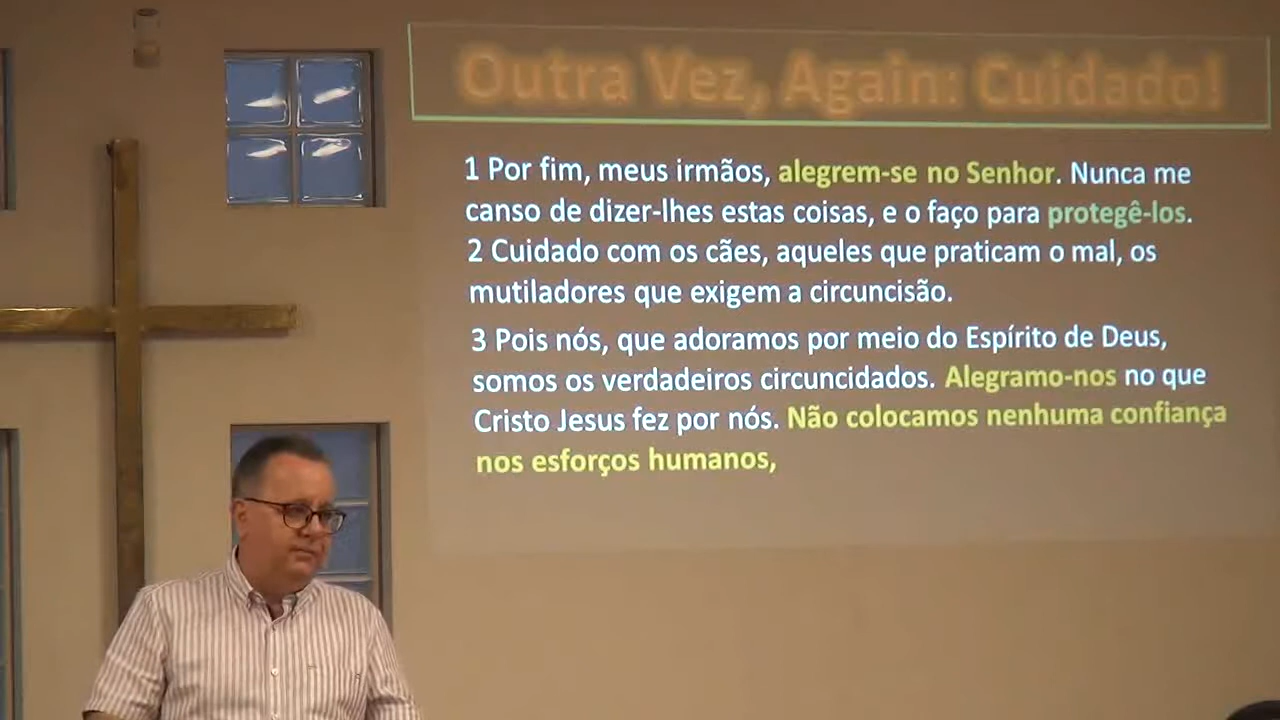 Outra Vez, Again: Cuidado!
1 Por fim, meus irmãos, alegrem-se no Senhor. Nunca me
canso de dizer-lhes estas coisas, e o faço para protegê-los.
2 Cuidado com os cães, aqueles que praticam o mal, os
mutiladores que exigem a circuncisão.
3 Pois nós, que adoramos por meio do Espírito de Deus,
somos os verdadeiros circuncidados. Alegramo-nos no que
Cristo Jesus fez por nós. Não colocamos nenhuma confiança
nos esforços humanos,